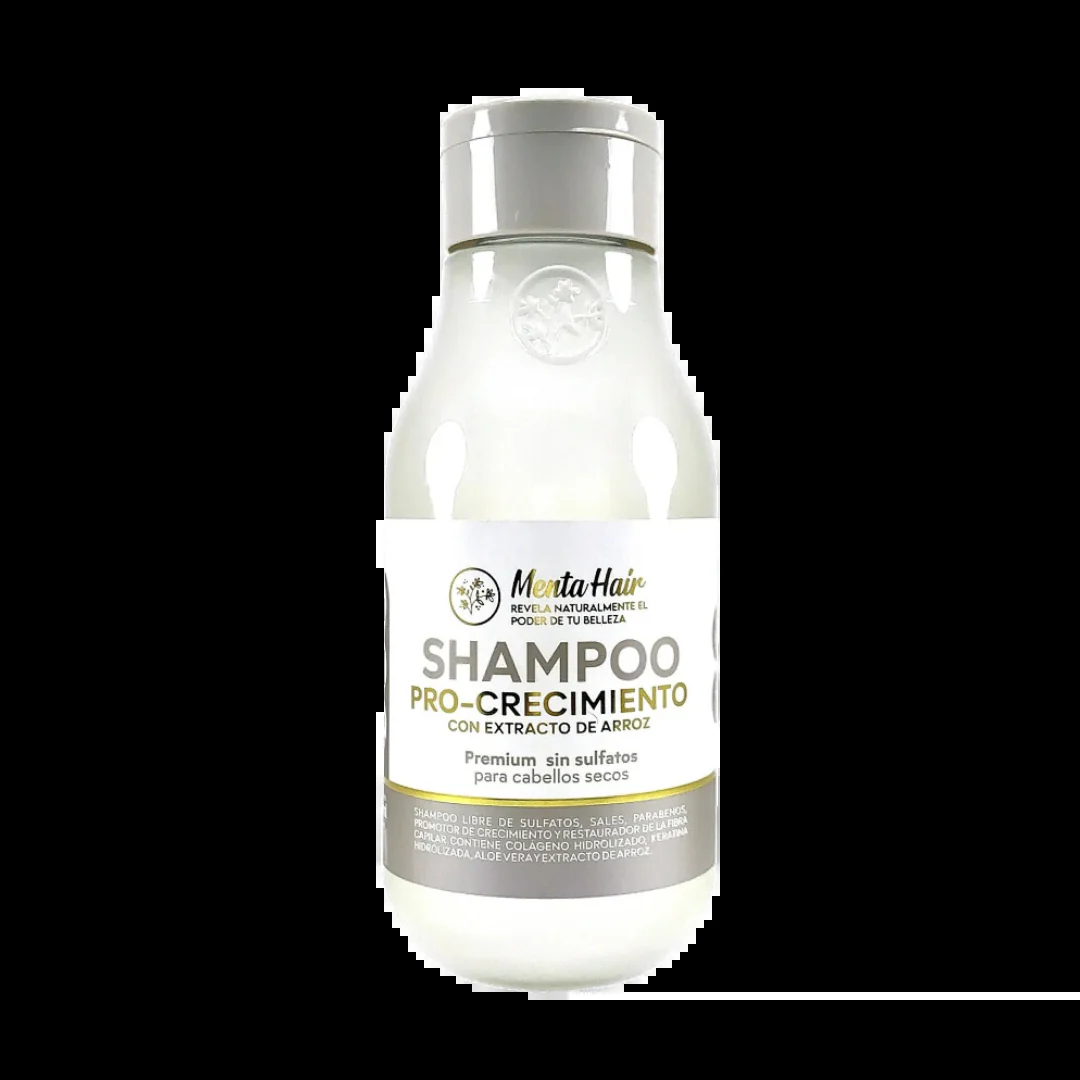 Menta Hair
REVELA NATURALMENTE EL
PODER DE TU BELLEZA
SHAMPOO
PRO-CRECIMIENTO
CON EXTRACTO DE ARROZ
Premium sin sulfatos
para cabellos secos
SHAMPOO LIBRE DE SULFATOS, SALES, PARABENOS,
PROMOTOR DE CRECIMIENTO Y RESTAURADOR DE LA FIBRA
CAPILAR CONTIENE COLÁGENO HIDROLIZADO, KERATINA
HIDROLIZADA, ALOE VERA Y EXTRACTO DE ARROZ.